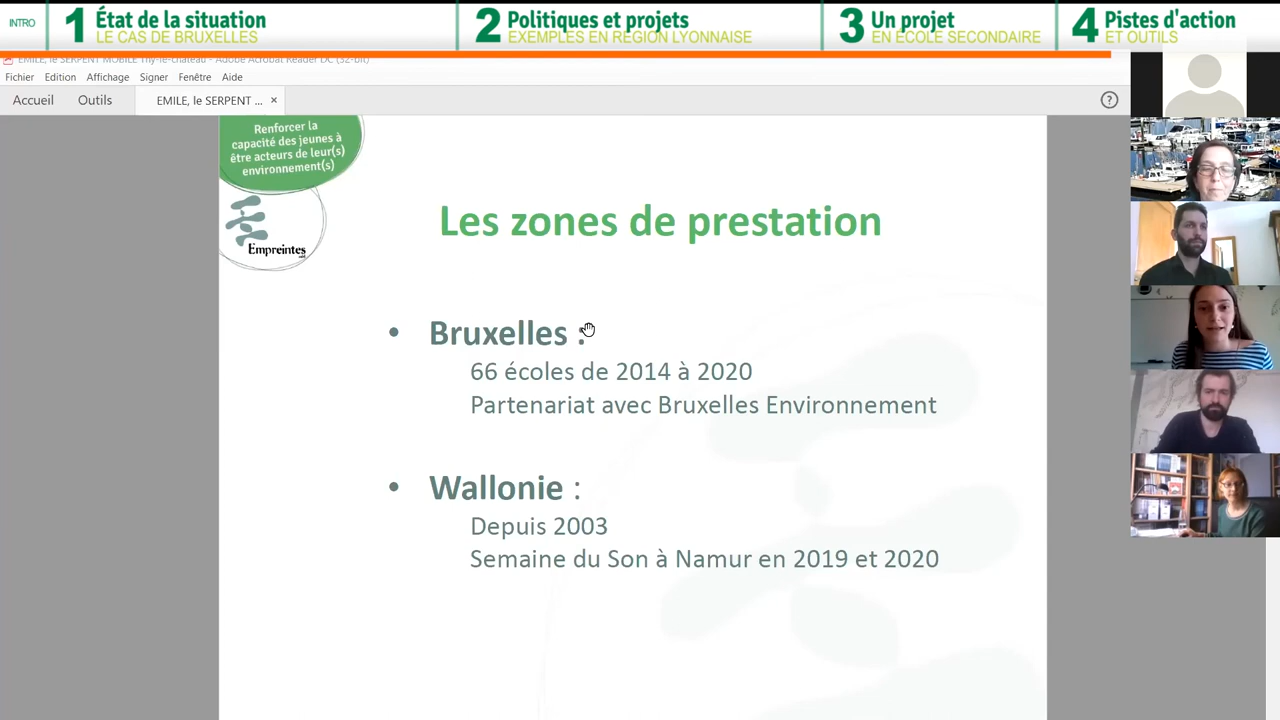 INTRO
1 État de la situation
LE CAS DE BRUXELLES
2 Politiques et projets
EXEMPLES EN RÉGION LYONNAISE
3 Un projet
EN ÉCOLE SECONDAIRE
4 Pistes d'action
ET OUTILS
EMILE, le SERPENT MOBILE Thy-le-château - Adobe Acrobat Reader DC (32-bit)
Fichier Edition Affichage Signer Fenêtre Aide
Accueil Outils EMILE, le SERPENT ... ×
?
Renforcer la
capacité des jeunes à
être acteurs de leur(s)
environnement(s)
Empreintes
asbl
Les zones de prestation
• Bruxelles :
66 écoles de 2014 à 2020
Partenariat avec Bruxelles Environnement
• Wallonie :
Depuis 2003
Semaine du Son à Namur en 2019 et 2020